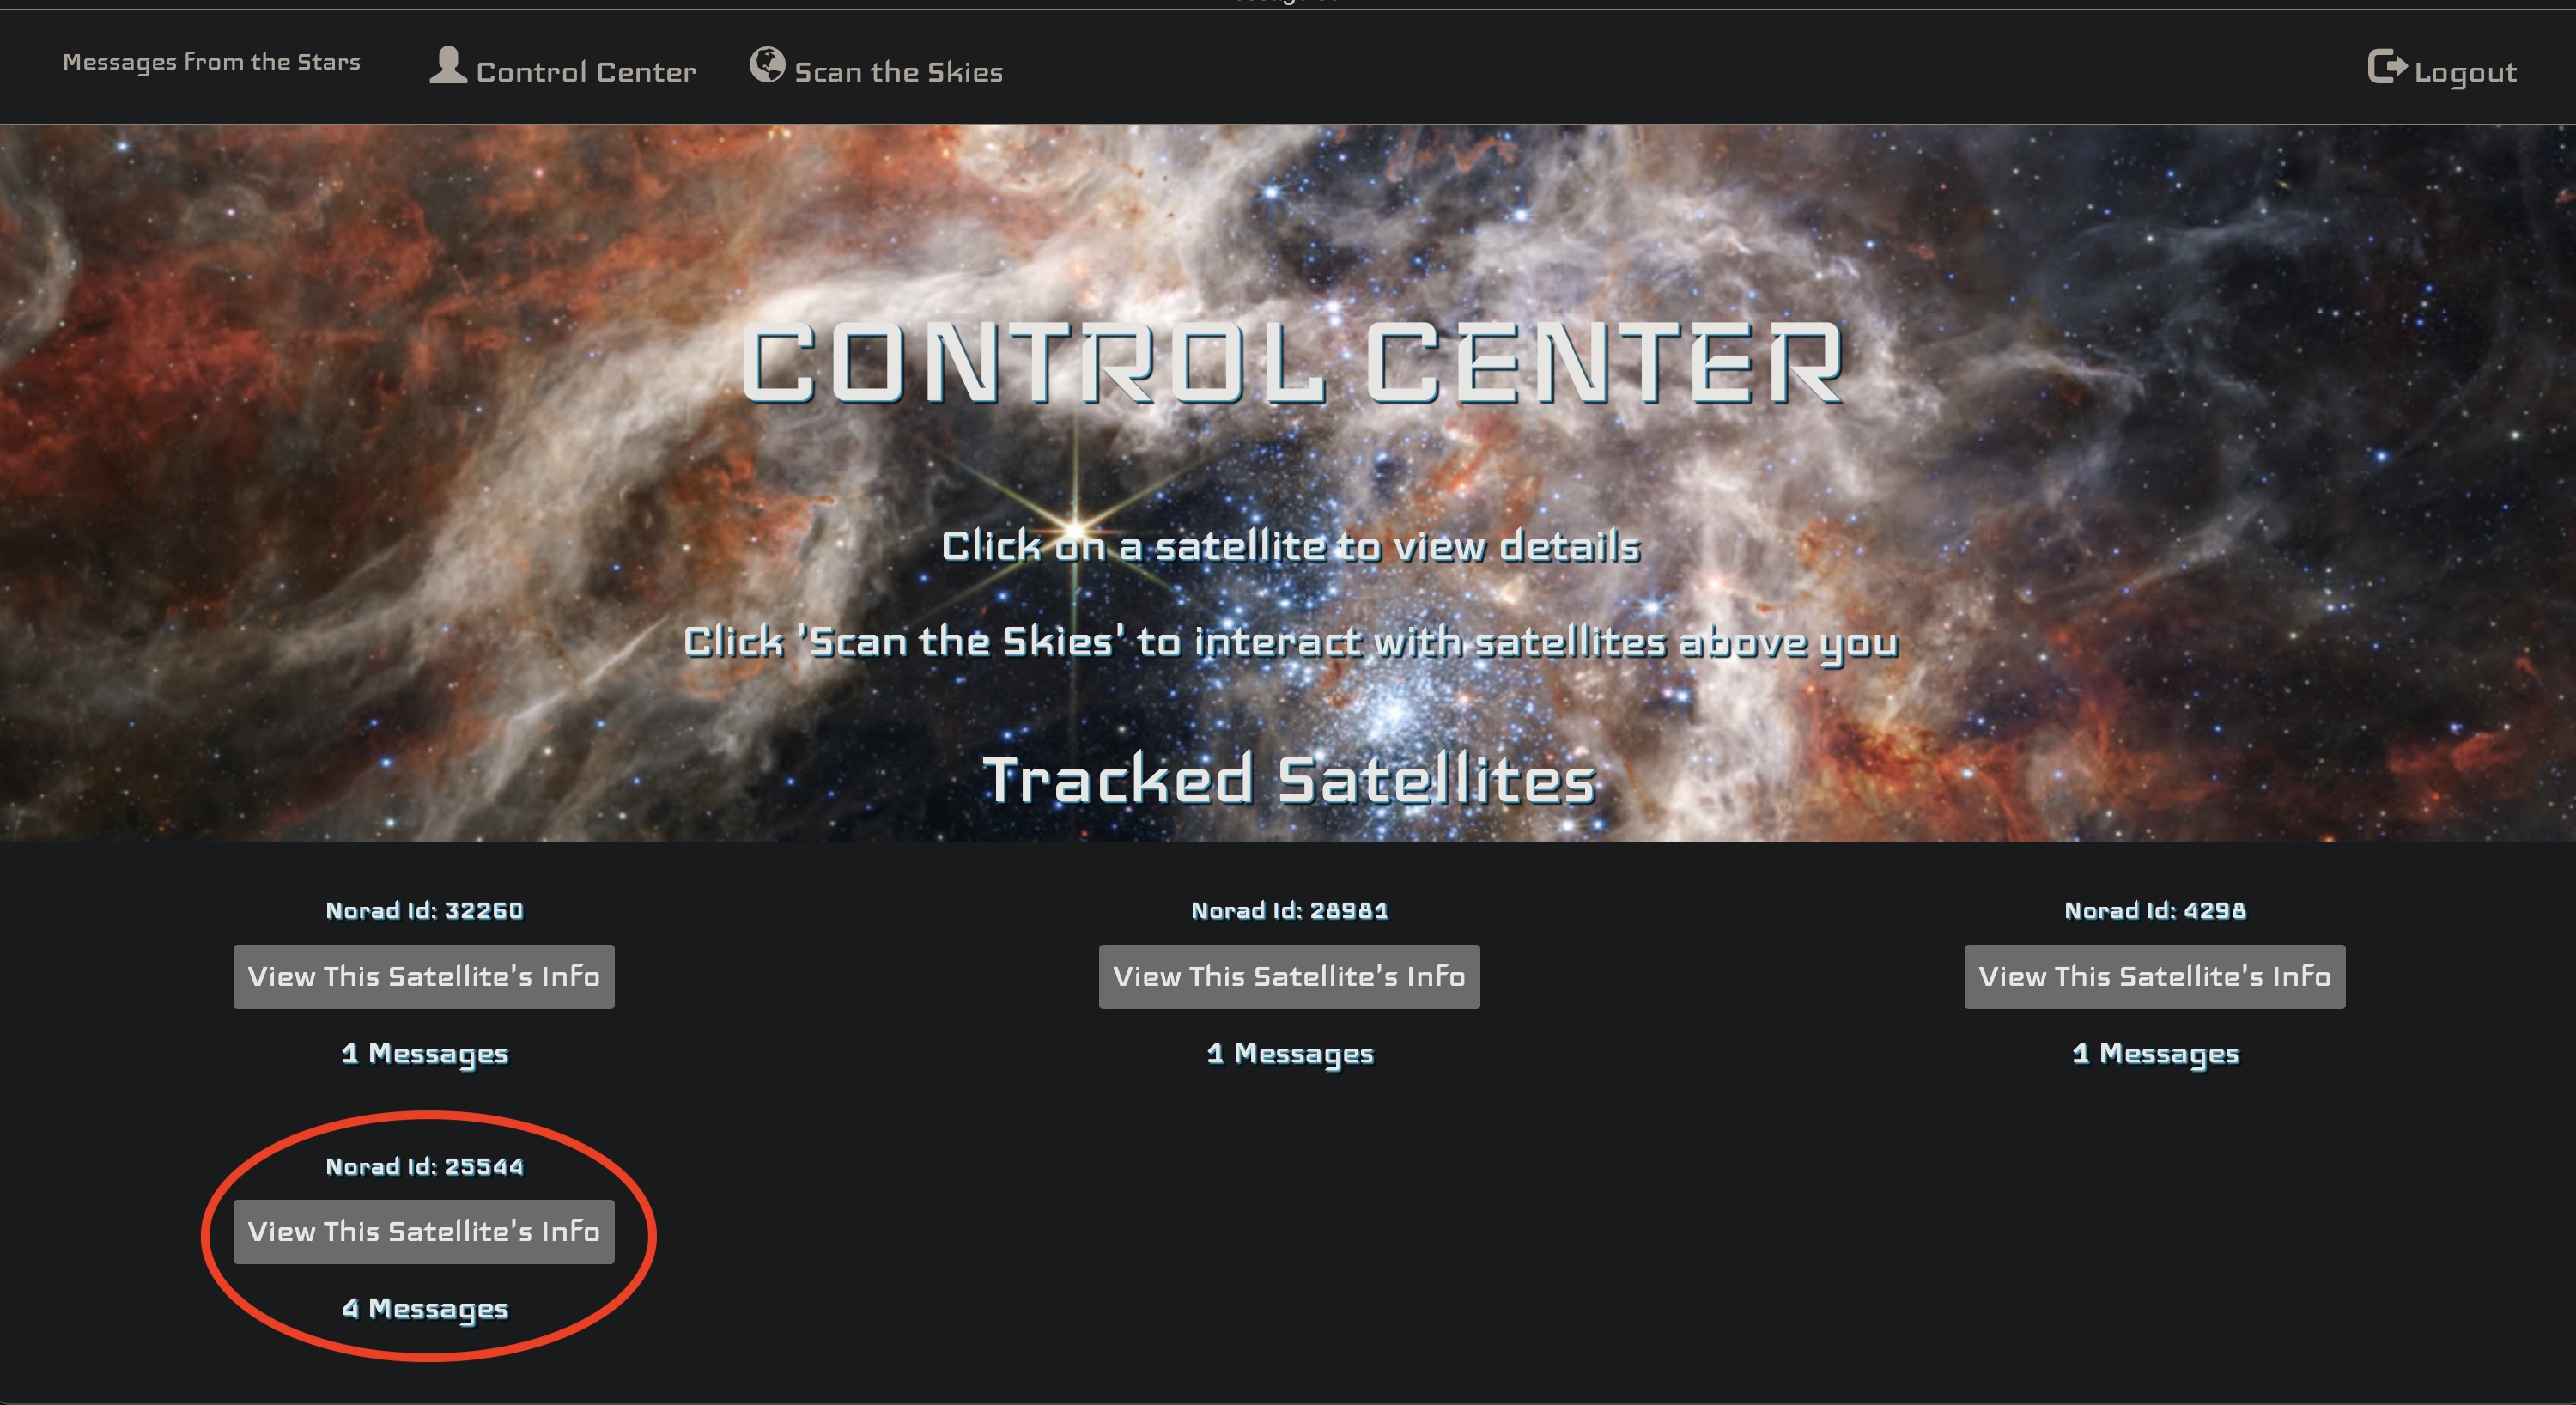 Messages from the Stars
Control Center
Scan the Skies
Logout
CONTROL CENTER
Click on a satellite to view details
Click 'Scan the Skies' to interact with satellites above you
Tracked Satellites
Norad Id: 32260
View This Satellite's Info
1 Messages
Norad Id: 28981
View This Satellite's Info
1 Messages
Norad Id: 4298
View This Satellite's Info
1 Messages
Norad Id: 25544
View This Satellite's Info
4 Messages